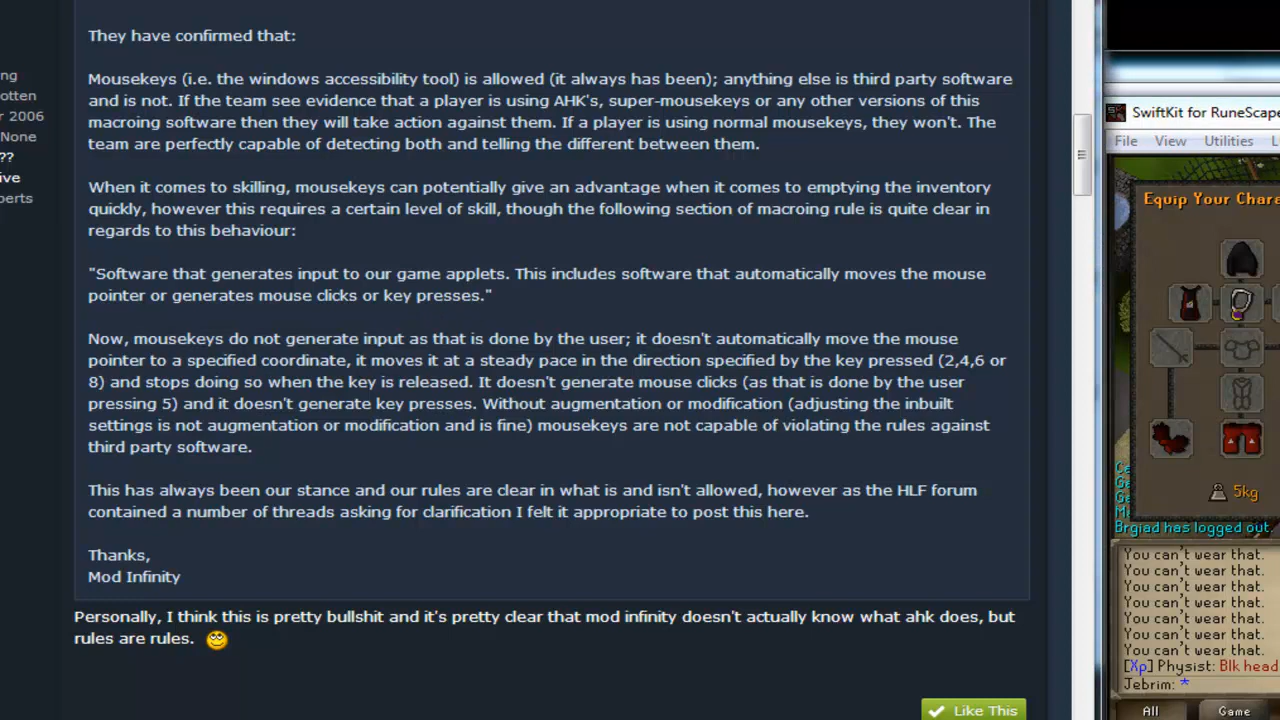 They have confirmed that:
Mousekeys (i.e. the windows accessibility tool) is allowed (it always has been); anything else is third party software
and is not. If the team see evidence that a player is using AHK's, super-mousekeys or any other versions of this
macroing software then they will take action against them. If a player is using normal mousekeys, they won't. The
team are perfectly capable of detecting both and telling the different between them.
When it comes to skilling, mousekeys can potentially give an advantage when it comes to emptying the inventory
quickly, however this requires a certain level of skill, though the following section of macroing rule is quite clear in
regards to this behaviour:
"Software that generates input to our game applets. This includes software that automatically moves the mouse
pointer or generates mouse clicks or key presses."
Now, mousekeys do not generate input as that is done by the user; it doesn't automatically move the mouse
pointer to a specified coordinate, it moves it at a steady pace in the direction specified by the key pressed (2,4,6 or
8) and stops doing so when the key is released. It doesn't generate mouse clicks (as that is done by the user
pressing 5) and it doesn't generate key presses. Without augmentation or modification (adjusting the inbuilt
settings is not augmentation or modification and is fine) mousekeys are not capable of violating the rules against
third party software.
This has always been our stance and our rules are clear in what is and isn't allowed, however as the HLF forum
contained a number of threads asking for clarification I felt it appropriate to post this here.
Thanks,
Mod Infinity
Personally, I think this is pretty bullshit and it's pretty clear that mod infinity doesn't actually know what ahk does, but
rules are rules.
Like This
ng
otten
r 2006
None
??
ive
perts
SwiftKit for RuneScape
File View Utilities L
Equip Your Chara
5kg
Ca
Ga
Ga
Ma
Brgiad has logged out.
You can't wear that.
You can't wear that.
You can't wear that.
You can't wear that.
You can't wear that.
You can't wear that.
You can't wear that.
[Xp] Physist: Blk head
Jebrim: *
All Game